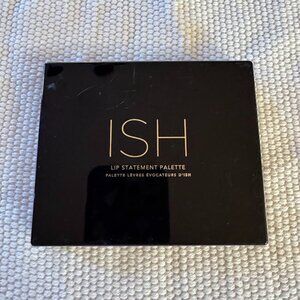 ISH
LIP STATEMENT PALETTE
PALETTE LÈVRES ÉVOCATEURS D'ISH